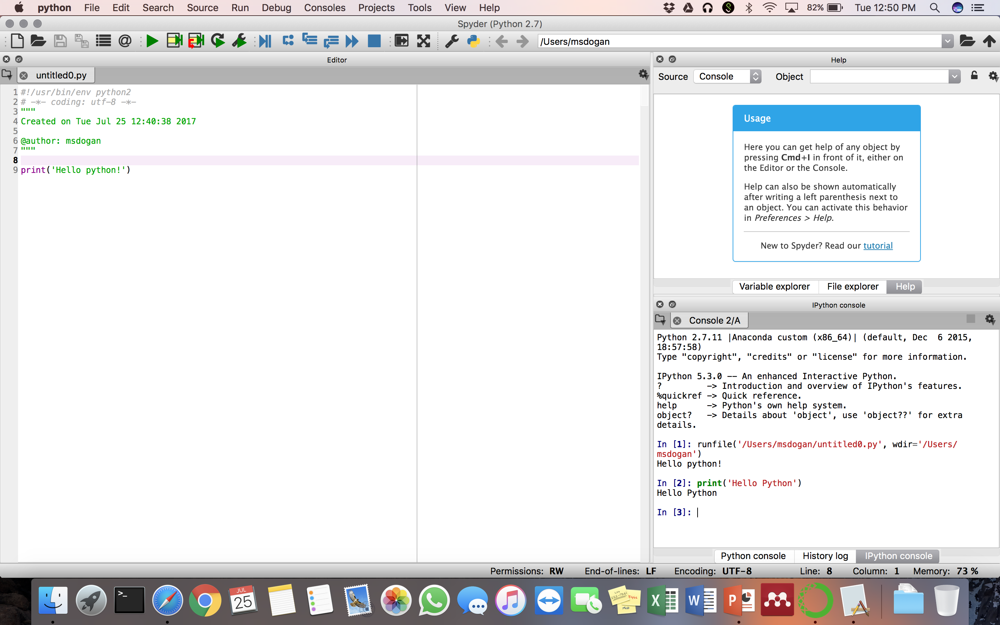 python File Edit Search Source Run Debug Consoles Projects Tools View Help 82% Tue 12:50 PM
Spyder (Python 2.7)
/Users/msdogan
Editor
untitled0.py
1 #!/usr/bin/env python2
2 # -*- coding: utf-8 -*-
3 """
4 Created on Tue Jul 25 12:40:38 2017
5
6 @author: msdogan
7 """
8
9 print('Hello python!')
Help
Source Console Object
Usage
Here you can get help of any object by
pressing Cmd+I in front of it, either on
the Editor or the Console.
Help can also be shown automatically
after writing a left parenthesis next to
an object. You can activate this behavior
in Preferences > Help.
New to Spyder? Read our tutorial
Variable explorer File explorer Help
IPython console
Console 2/A
Python 2.7.11 |Anaconda custom (x86_64)| (default, Dec  6 2015,
18:57:58)
Type "copyright", "credits" or "license" for more information.
IPython 5.3.0 -- An enhanced Interactive Python.
?         -> Introduction and overview of IPython's features.
%quickref -> Quick reference.
help      -> Python's own help system.
object?   -> Details about 'object', use 'object??' for extra
details.
In [1]: runfile('/Users/msdogan/untitled0.py', wdir='/Users/
msdogan')
Hello python!
In [2]: print('Hello Python')
Hello Python
In [3]:
Python console History log IPython console
Permissions: RW End-of-lines: LF Encoding: UTF-8 Line: 8 Column: 1 Memory: 73 %
>_
JUL
25
EGGS
MILK
X
W
P